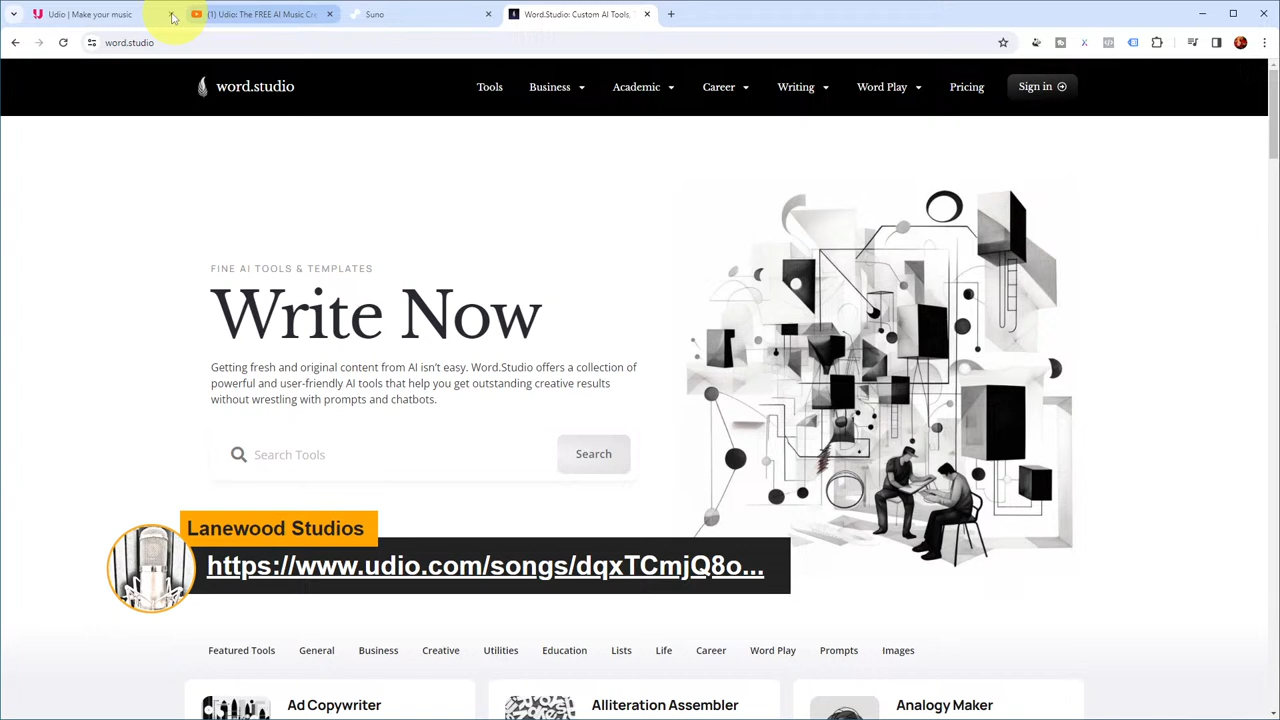 Udio | Make your music
(1) Udio: The FREE AI Music Cre
Suno
Word.Studio: Custom AI Tools, T
word.studio
word.studio
Tools
Business
Academic
Career
Writing
Word Play
Pricing
Sign in
FINE AI TOOLS & TEMPLATES
Write Now
Getting fresh and original content from AI isn't easy. Word.Studio offers a collection of
powerful and user-friendly AI tools that help you get outstanding creative results
without wrestling with prompts and chatbots.
Search Tools
Search
Lanewood Studios
https://www.udio.com/songs/dqxTCmjQ8o...
Featured Tools
General
Business
Creative
Utilities
Education
Lists
Life
Career
Word Play
Prompts
Images
Ad Copywriter
Alliteration Assembler
Analogy Maker